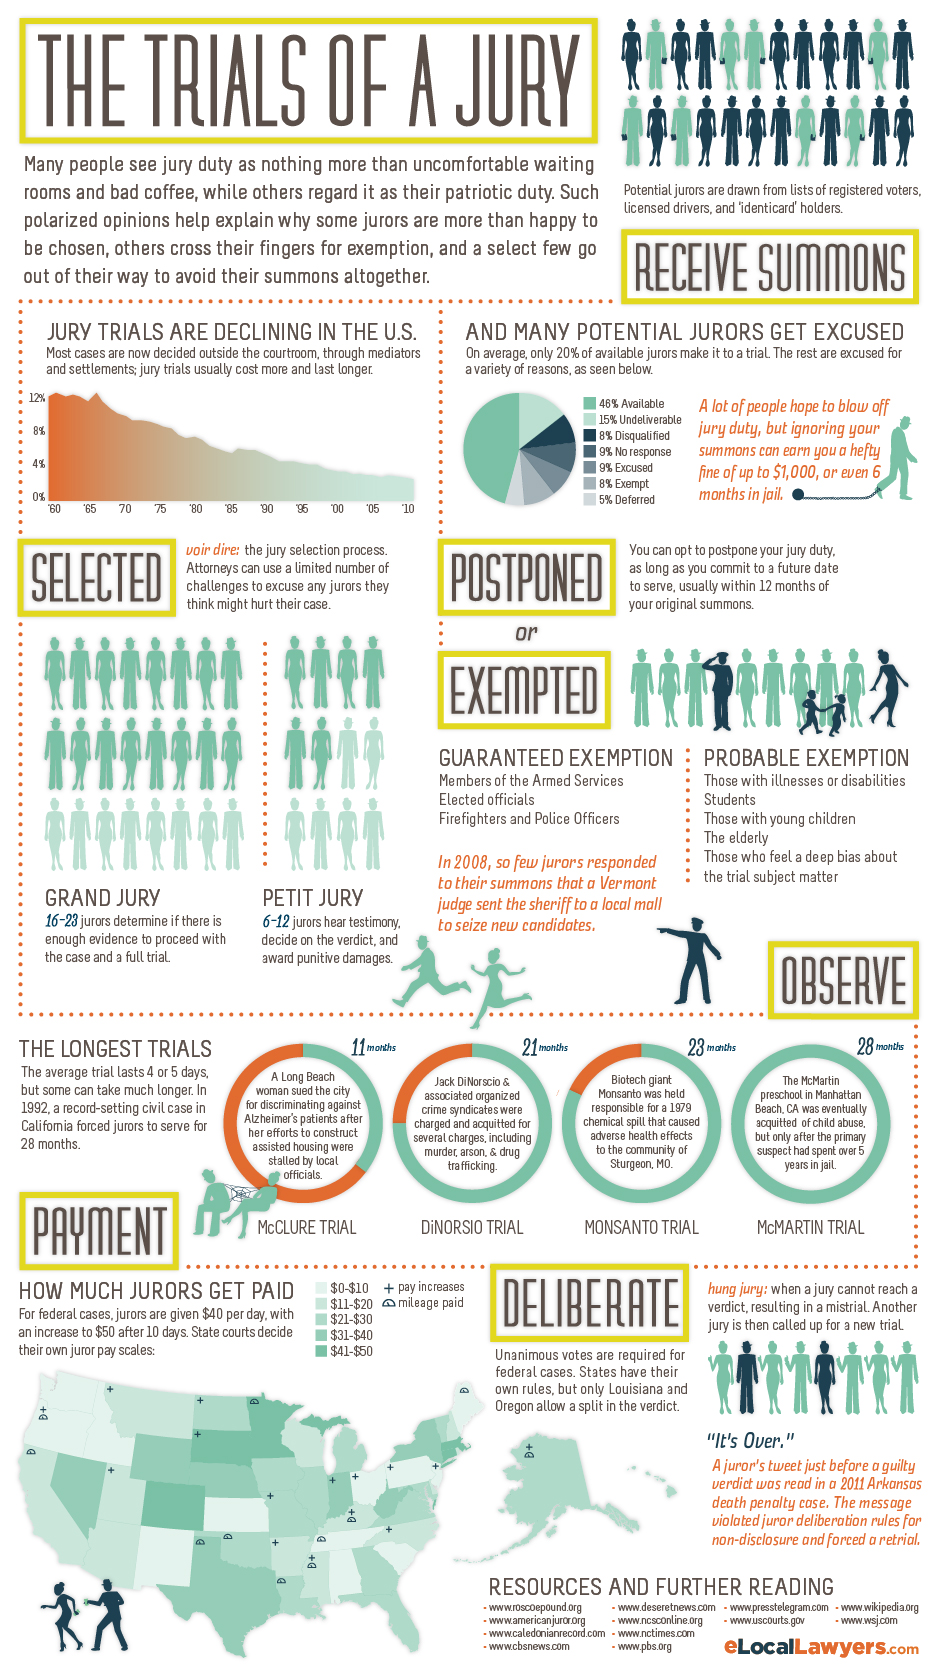 THE TRIALS OF A JURY
Many people see jury duty as nothing more than uncomfortable waiting
rooms and bad coffee, while others regard it as their patriotic duty. Such
polarized opinions help explain why some jurors are more than happy to
be chosen, others cross their fingers for exemption, and a select few go
out of their way to avoid their summons altogether.
Potential jurors are drawn from lists of registered voters,
licensed drivers, and 'identicard' holders.
RECEIVE SUMMONS
JURY TRIALS ARE DECLINING IN THE U.S.
Most cases are now decided outside the courtroom, through mediators
and settlements; jury trials usually cost more and last longer.
12%
8%
4%
0%
'60 '65 '70 '75 '80 '85 '90 '95 '00 '05 '10
AND MANY POTENTIAL JURORS GET EXCUSED
On average, only 20% of available jurors make it to a trial. The rest are excused for
a variety of reasons, as seen below.
46% Available
15% Undeliverable
8% Disqualified
9% No response
9% Excused
8% Exempt
5% Deferred
A lot of people hope to blow off
jury duty, but ignoring your
summons can earn you a hefty
fine of up to $1,000, or even 6
months in jail.
SELECTED
voir dire: the jury selection process.
Attorneys can use a limited number of
challenges to excuse any jurors they
think might hurt their case.
GRAND JURY
16-23 jurors determine if there is
enough evidence to proceed with
the case and a full trial.
PETIT JURY
6-12 jurors hear testimony,
decide on the verdict, and
award punitive damages.
POSTPONED
or
EXEMPTED
You can opt to postpone your jury duty,
as long as you commit to a future date
to serve, usually within 12 months of
your original summons.
GUARANTEED EXEMPTION
Members of the Armed Services
Elected officials
Firefighters and Police Officers
PROBABLE EXEMPTION
Those with illnesses or disabilities
Students
Those with young children
The elderly
Those who feel a deep bias about
the trial subject matter
In 2008, so few jurors responded
to their summons that a Vermont
judge sent the sheriff to a local mall
to seize new candidates.
OBSERVE
THE LONGEST TRIALS
The average trial lasts 4 or 5 days,
but some can take much longer. In
1992, a record-setting civil case in
California forced jurors to serve for
28 months.
11 months
A Long Beach
woman sued the city
for discriminating against
Alzheimer's patients after
her efforts to construct
assisted housing were
stalled by local
officials.
McCLURE TRIAL
21 months
Jack DiNorscio &
associated organized
crime syndicates were
charged and acquitted for
several charges, including
murder, arson, & drug
trafficking.
DiNORSIO TRIAL
23 months
Biotech giant
Monsanto was held
responsible for a 1979
chemical spill that caused
adverse health effects
to the community of
Sturgeon, MO.
MONSANTO TRIAL
28 months
The McMartin
preschool in Manhattan
Beach, CA was eventually
acquitted of child abuse,
but only after the primary
suspect had spent over 5
years in jail.
McMARTIN TRIAL
PAYMENT
HOW MUCH JURORS GET PAID
For federal cases, jurors are given $40 per day, with
an increase to $50 after 10 days. State courts decide
their own juror pay scales:
$0-$10
$11-$20
$21-$30
$31-$40
$41-$50
+ pay increases
mileage paid
DELIBERATE
Unanimous votes are required for
federal cases. States have their
own rules, but only Louisiana and
Oregon allow a split in the verdict.
hung jury: when a jury cannot reach a
verdict, resulting in a mistrial. Another
jury is then called up for a new trial.
"It's Over."
A juror's tweet just before a guilty
verdict was read in a 2011 Arkansas
death penalty case. The message
violated juror deliberation rules for
non-disclosure and forced a retrial.
RESOURCES AND FURTHER READING
- www.roscoepound.org
- www.americanjuror.org
- www.caledonianrecord.com
- www.cbsnews.com
- www.deseretnews.com
- www.ncsconline.org
- www.nctimes.com
- www.pbs.org
- www.presstelegram.com
- www.uscourts.gov
- www.wikipedia.org
- www.wsj.com
eLocalLawyers.com